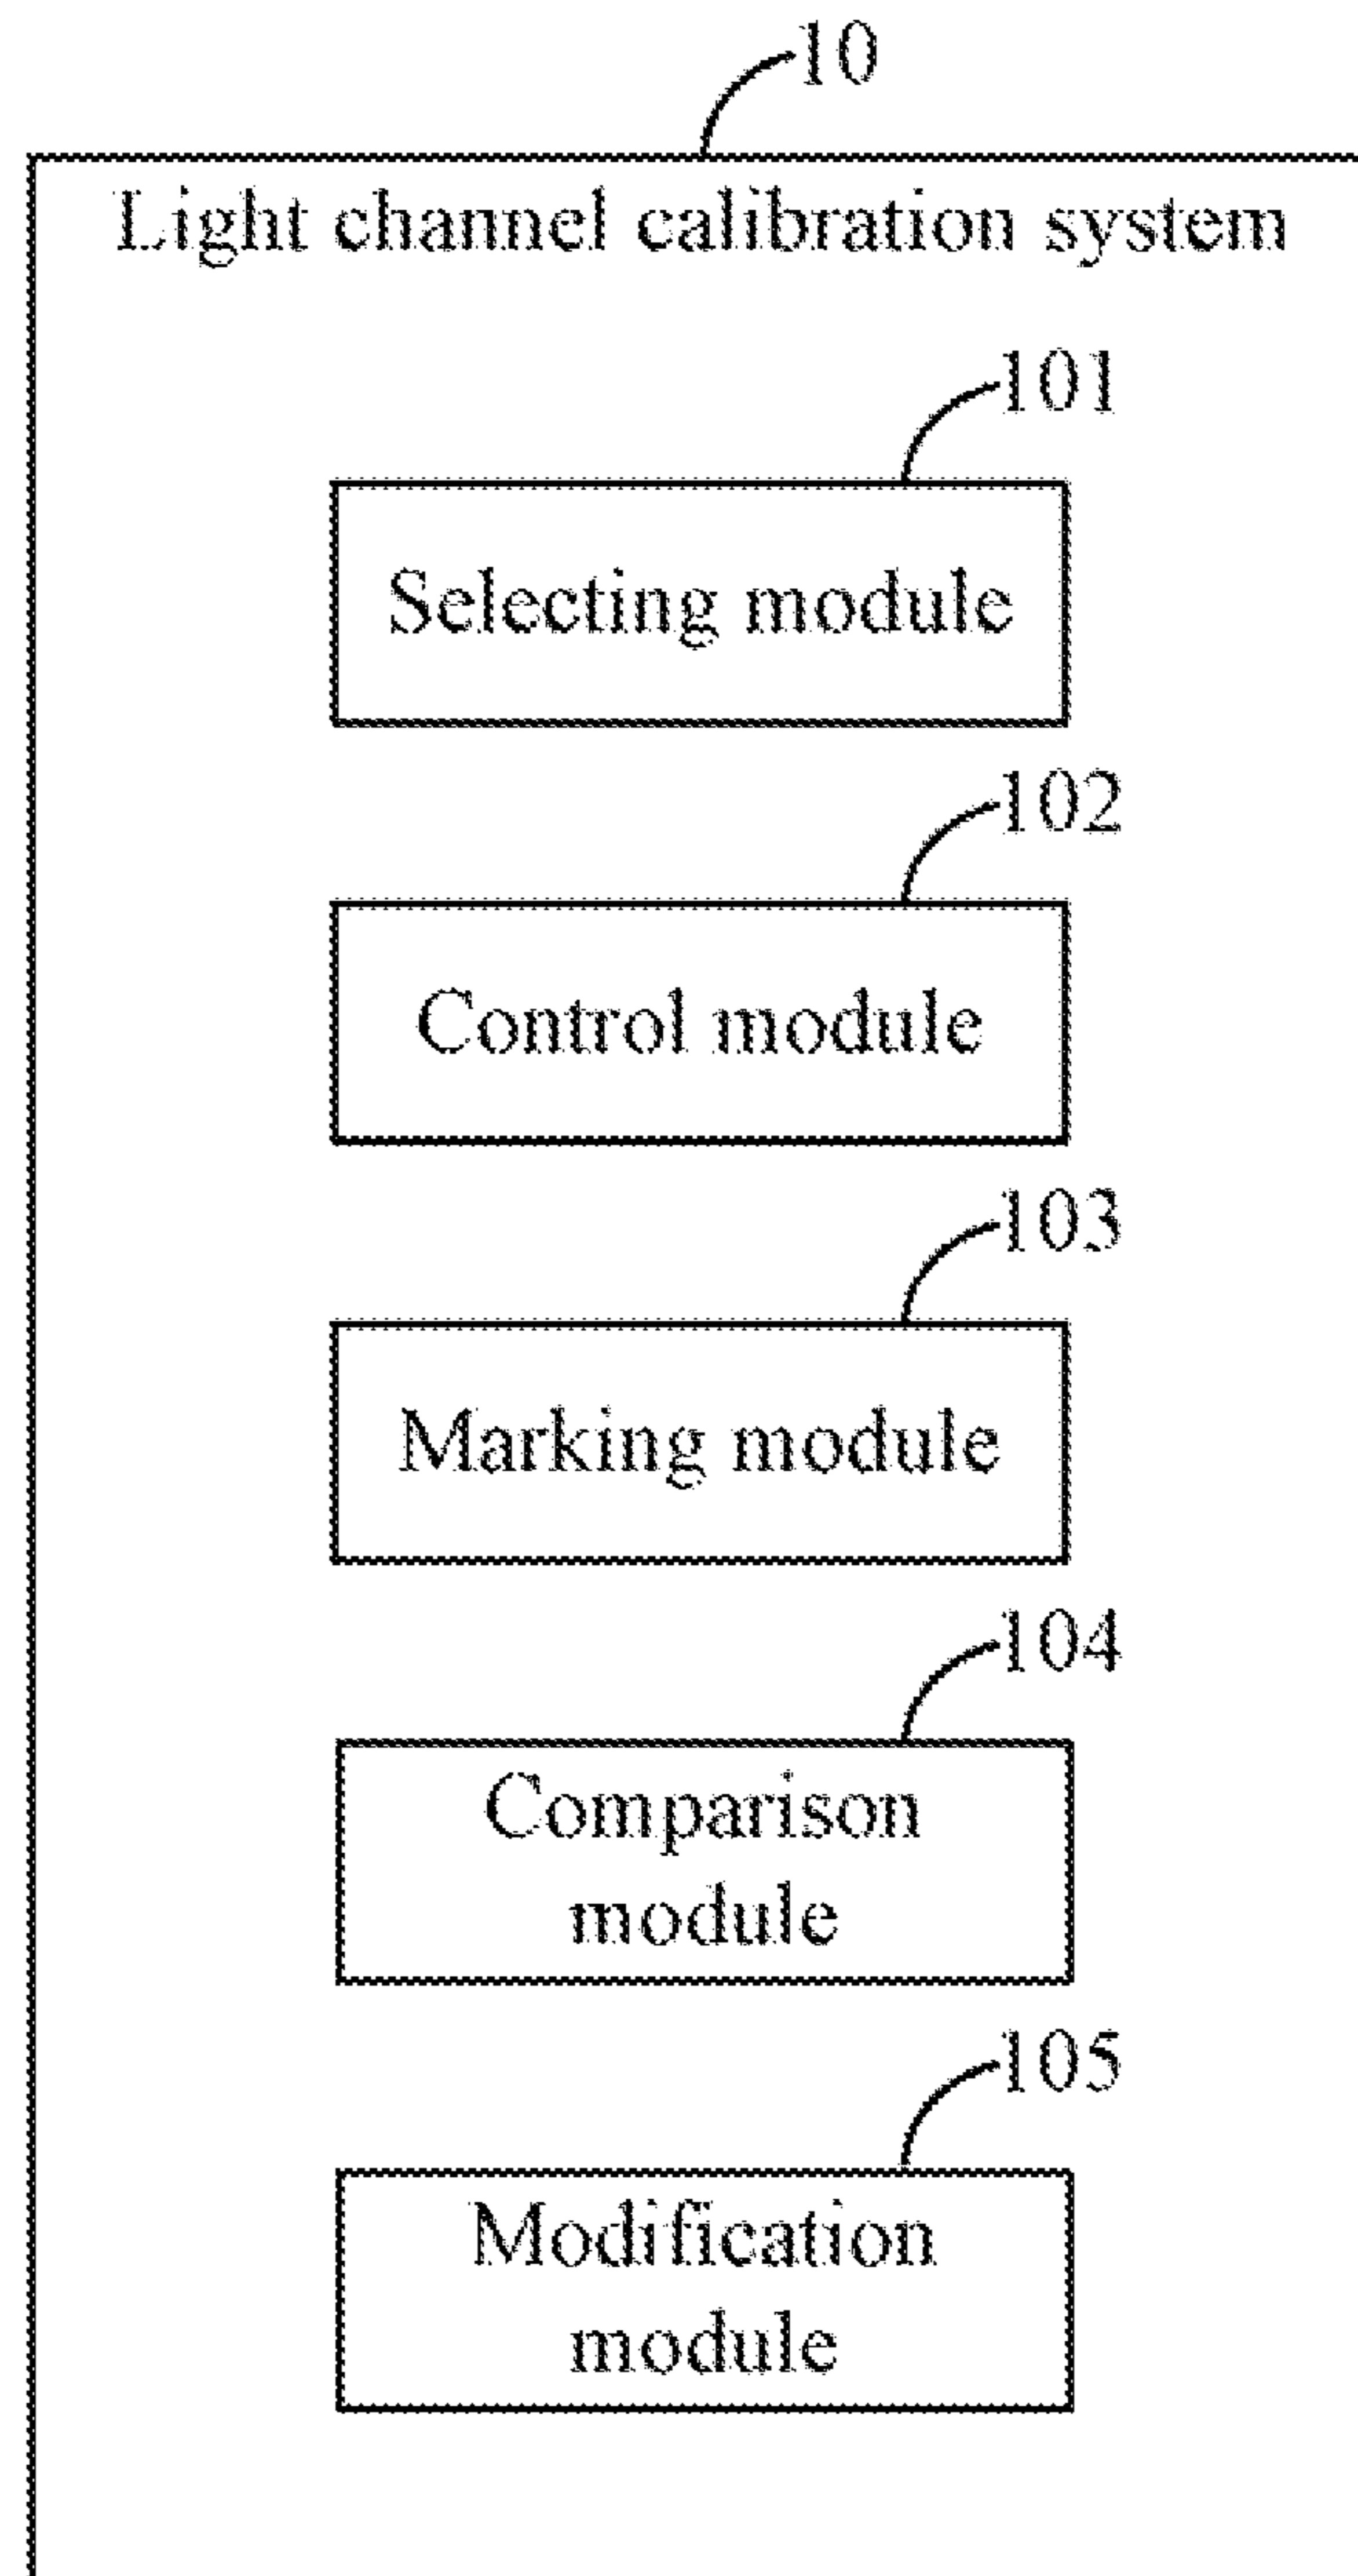 10
Light channel calibration system
101
Selecting module
102
Control module
103
Marking module
104
Comparison
module
105
Modification
module